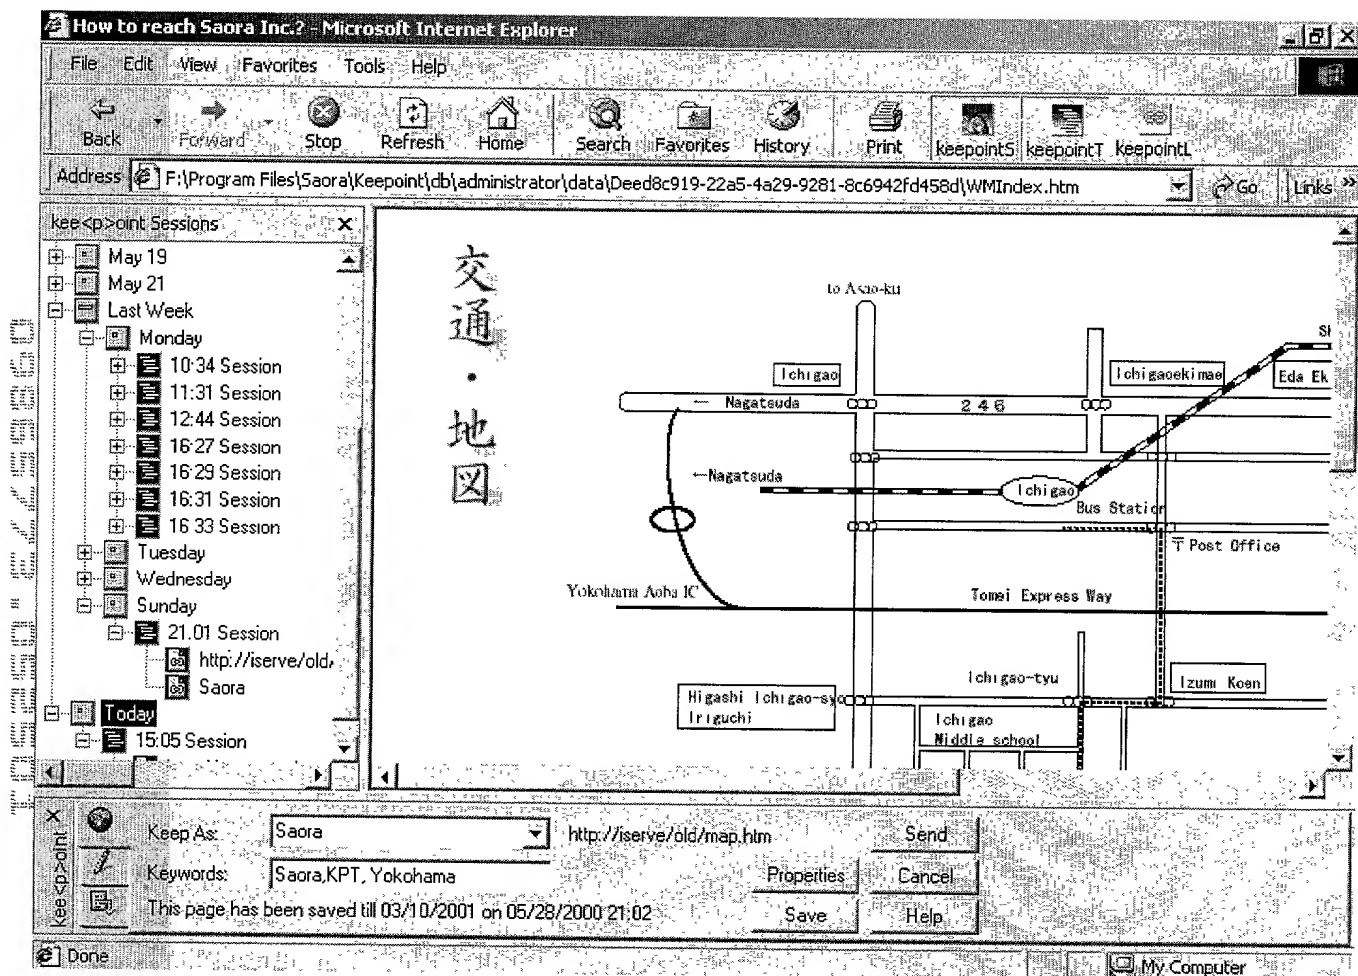 How to reach Saora Inc.? - Microsoft Internet Explorer
File Edit View Favorites Tools Help
Back Forward Stop Refresh Home Search Favorites History Print keepointS keepointT keepointL
Address F:\Program Files\Saora\Keepoint\db\administrator\data\Deed8c919-22a5-4a29-9281-8c6942fd458d\WMIndex.htm Go Links »
kee<p>oint Sessions
May 19
May 21
Last Week
Monday
10:34 Session
11:31 Session
12:44 Session
16:27 Session
16:29 Session
16:31 Session
16 33 Session
Tuesday
Wednesday
Sunday
21.01 Session
http://iserve/old/
Saora
Today
15:05 Session
交通・地図
to Asao-ku
Ichigao
Ichigaoekimae
Eda Ek
← Nagatsuda
246
←Nagatsuda
Ichigao
Bus Station
〒Post Office
Yokohama Aoba IC
Tomei Express Way
Ichigao-tyu
Izumi Koen
Higashi Ichigao-syo
Iriguchi
Ichigao
Middle school
kee<p>oint
Keep As: Saora http://iserve/old/map.htm Send
Keywords: Saora,KPT, Yokohama Properties Cancel
This page has been saved till 03/10/2001 on 05/28/2000 21:02 Save Help
Done My Computer